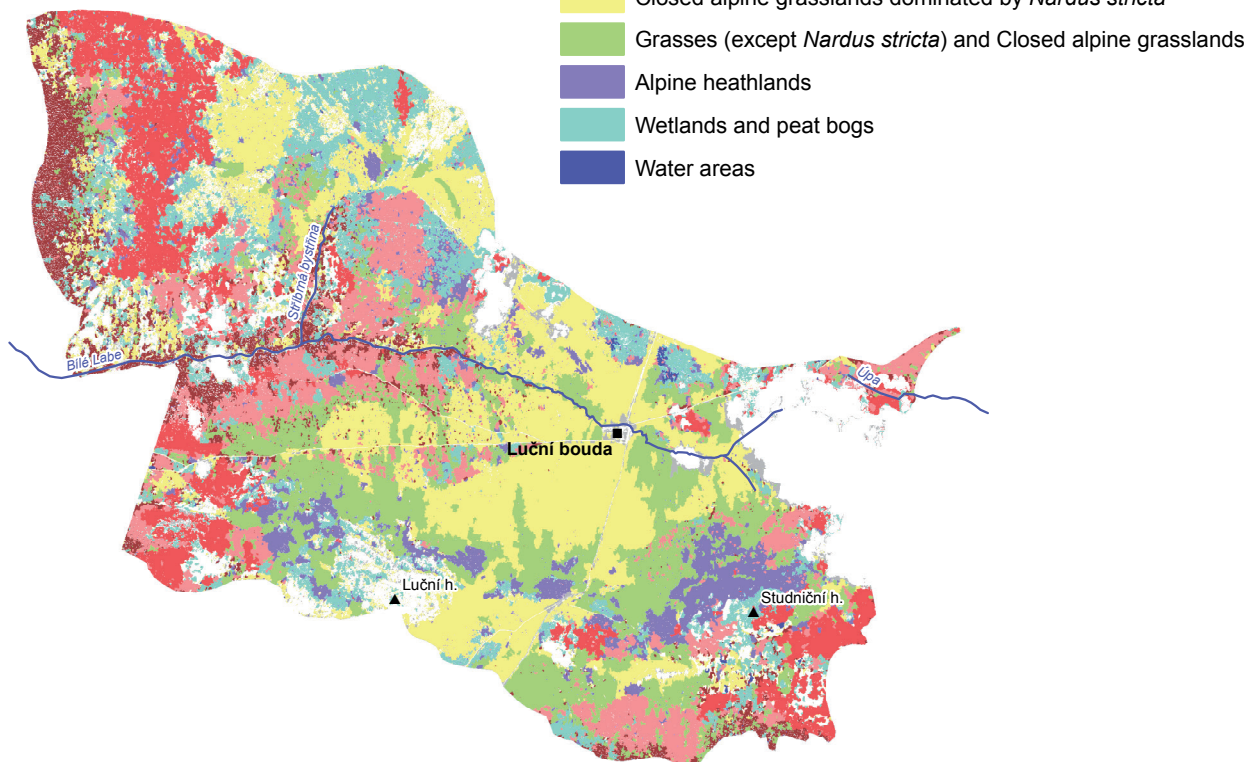 Closed alpine grasslands dominated by Nardus stricta
Grasses (except Nardus stricta) and Closed alpine grasslands
Alpine heathlands
Wetlands and peat bogs
Water areas
Stříbrná bystřina
Bílé Labe
Úpa
Luční bouda
Luční h.
Studniční h.